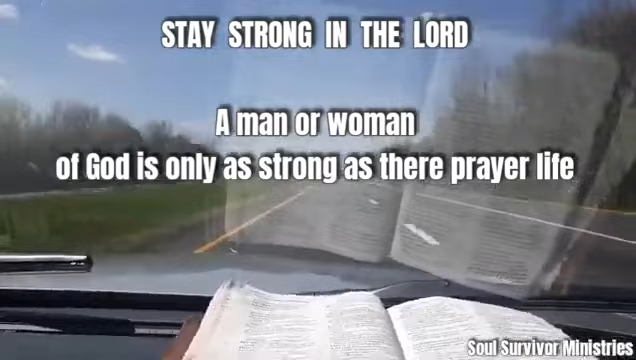 STAY STRONG IN THE LORD
A man or woman
of God is only as strong as there prayer life
Soul Survivor Ministries